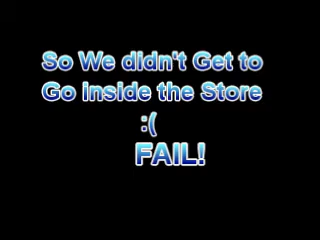 So We didn't Get to
Go inside the Store
:(
FAIL!